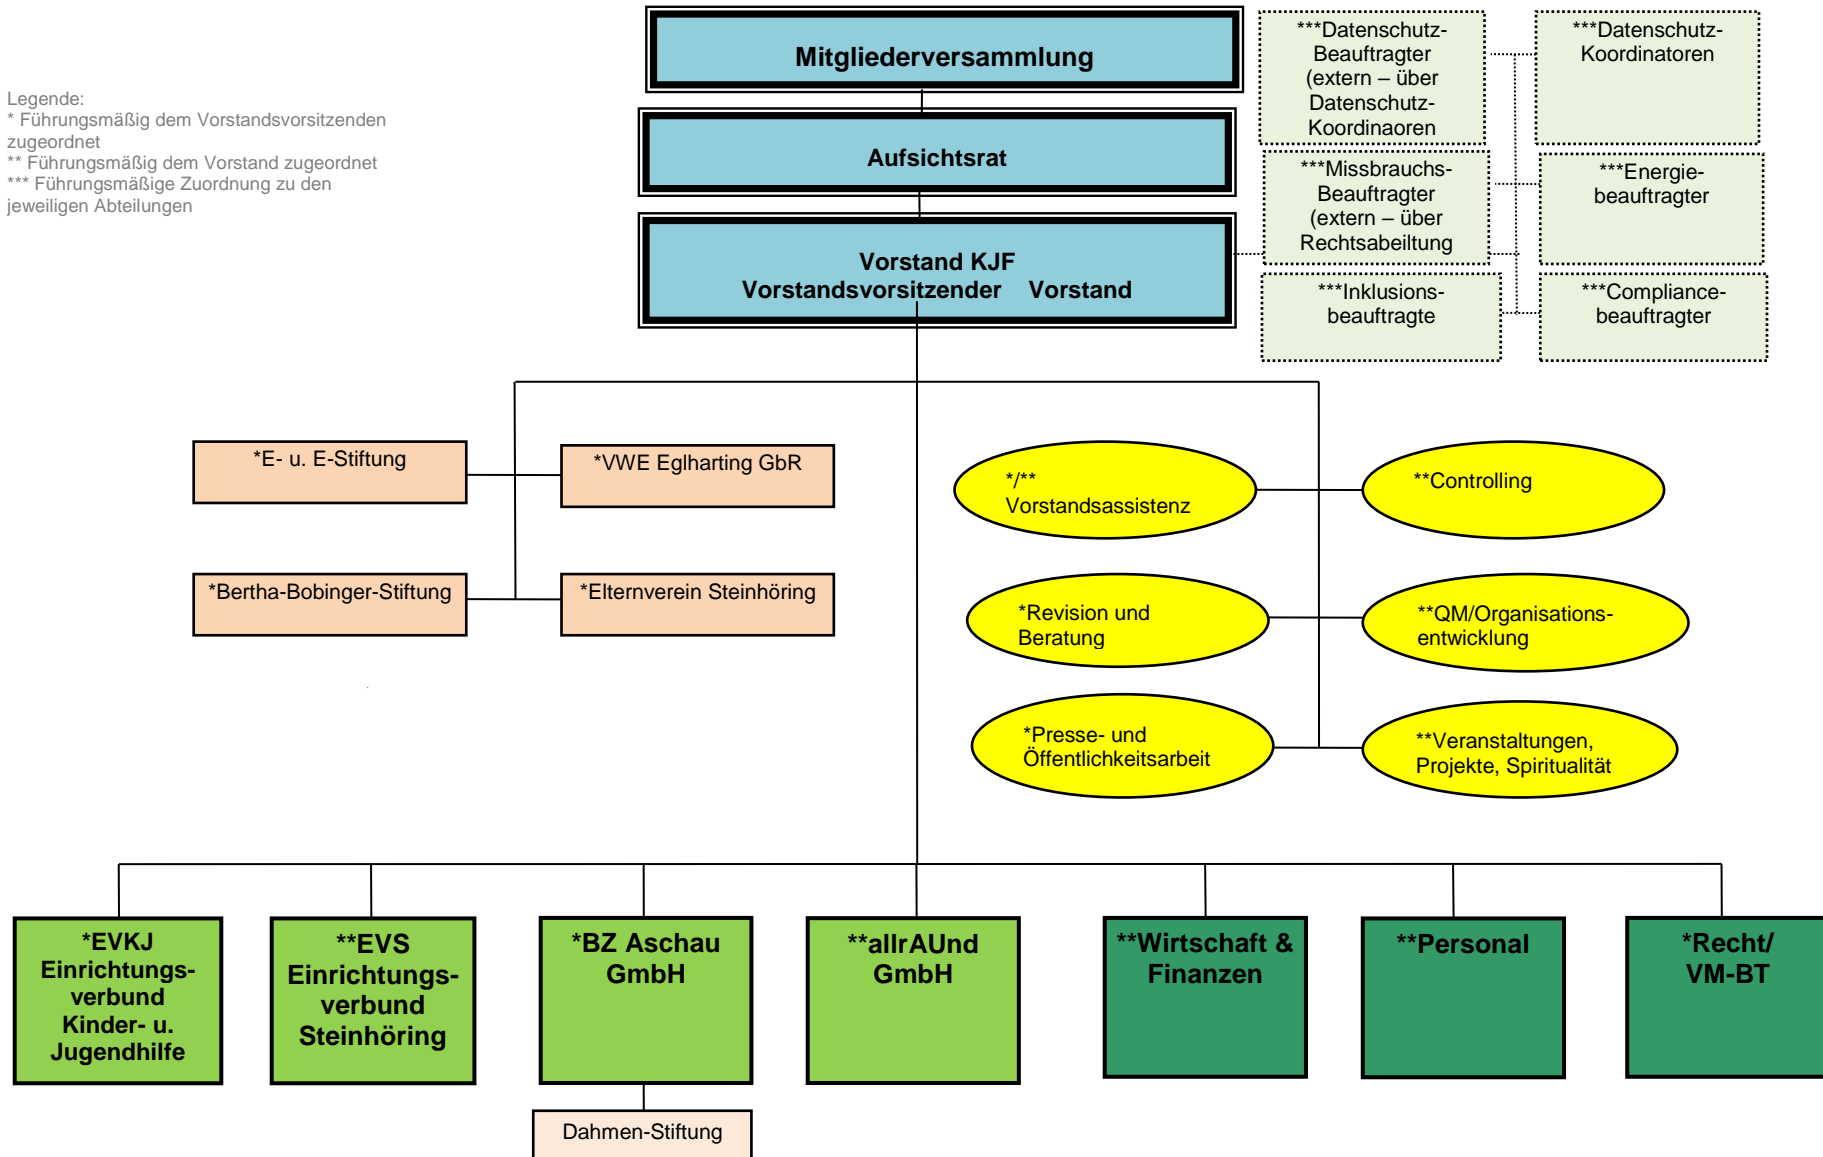 Mitgliederversammlung
Aufsichtsrat
Vorstand KJF
Vorstandsvorsitzender Vorstand
Legende:
* Führungsmäßig dem Vorstandsvorsitzenden
zugeordnet
** Führungsmäßig dem Vorstand zugeordnet
*** Führungsmäßige Zuordnung zu den
jeweiligen Abteilungen
***Datenschutz-
Beauftragter
(extern – über
Datenschutz-
Koordinaoren
***Datenschutz-
Koordinatoren
***Missbrauchs-
Beauftragter
(extern – über
Rechtsabeiltung
***Energie-
beauftragter
***Inklusions-
beauftragte
***Compliance-
beauftragter
*E- u. E-Stiftung
*VWE Eglharting GbR
*Bertha-Bobinger-Stiftung
*Elternverein Steinhöring
*/**
Vorstandsassistenz
**Controlling
*Revision und
Beratung
**QM/Organisations-
entwicklung
*Presse- und
Öffentlichkeitsarbeit
**Veranstaltungen,
Projekte, Spiritualität
*EVKJ
Einrichtungs-
verbund
Kinder- u.
Jugendhilfe
**EVS
Einrichtungs-
verbund
Steinhöring
*BZ Aschau
GmbH
**allrAUnd
GmbH
**Wirtschaft &
Finanzen
**Personal
*Recht/
VM-BT
Dahmen-Stiftung